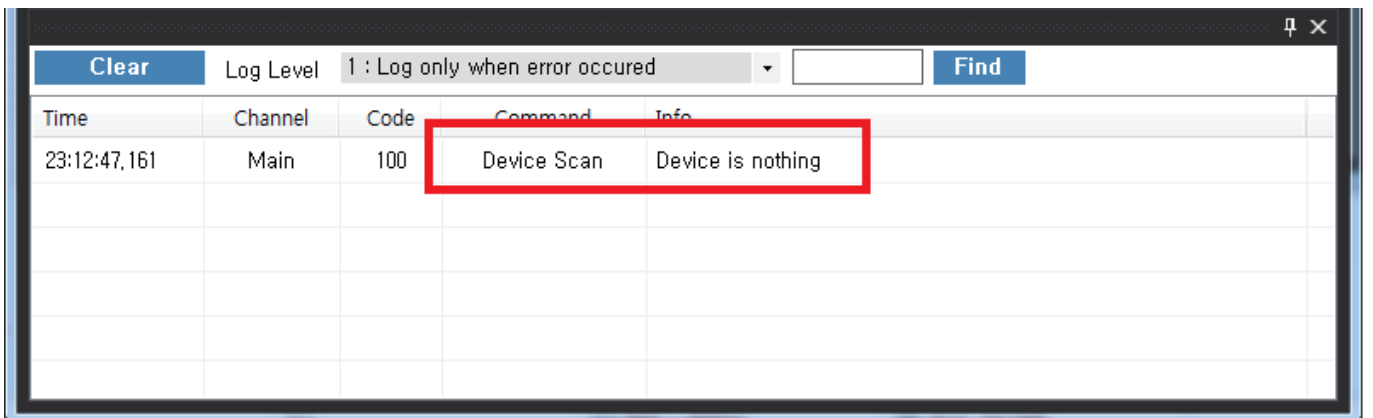 Clear Log Level 1 : Log only when error occured Find
Time Channel Code Command Info
23:12:47,161 Main 100 Device Scan Device is nothing